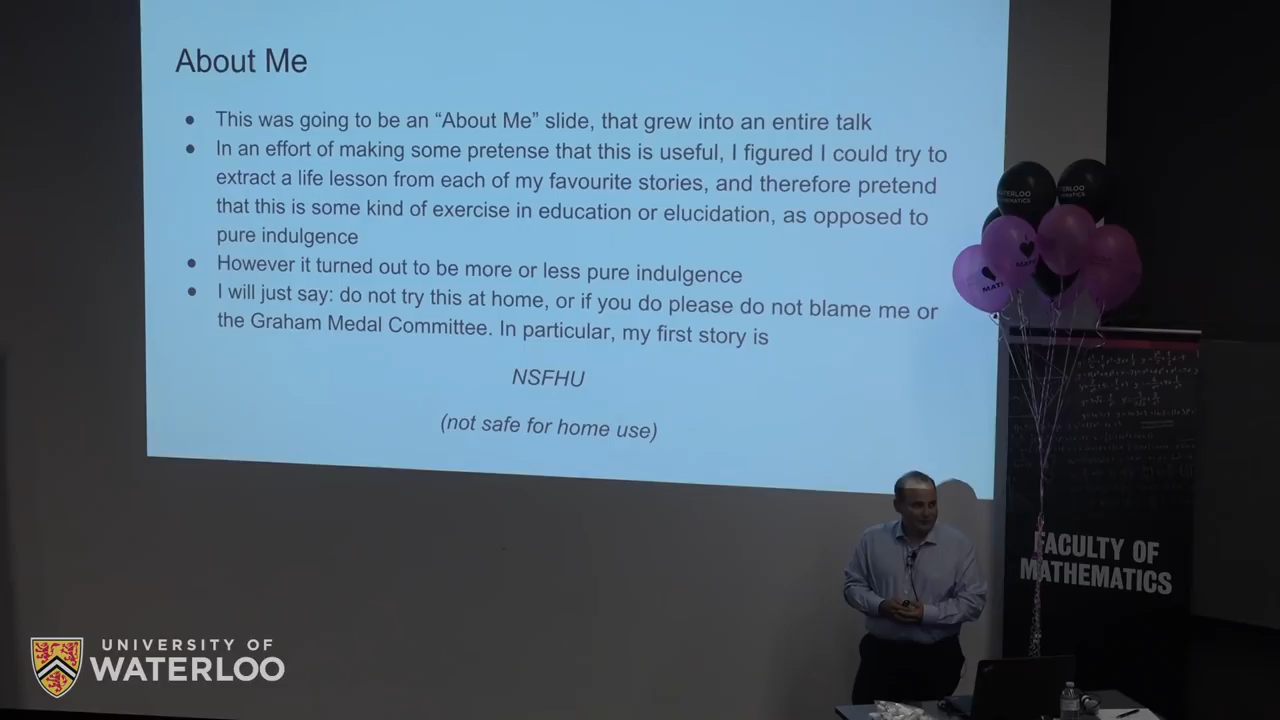 About Me
This was going to be an “About Me” slide, that grew into an entire talk
In an effort of making some pretense that this is useful, I figured I could try to
extract a life lesson from each of my favourite stories, and therefore pretend
that this is some kind of exercise in education or elucidation, as opposed to
pure indulgence
However it turned out to be more or less pure indulgence
I will just say: do not try this at home, or if you do please do not blame me or
the Graham Medal Committee. In particular, my first story is
NSFHU
(not safe for home use)
FACULTY OF
MATHEMATICS
UNIVERSITY OF
WATERLOO